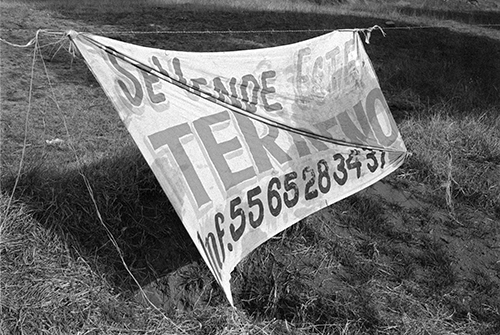 Se Vende Este
TERRENO
Inf. 5565283437